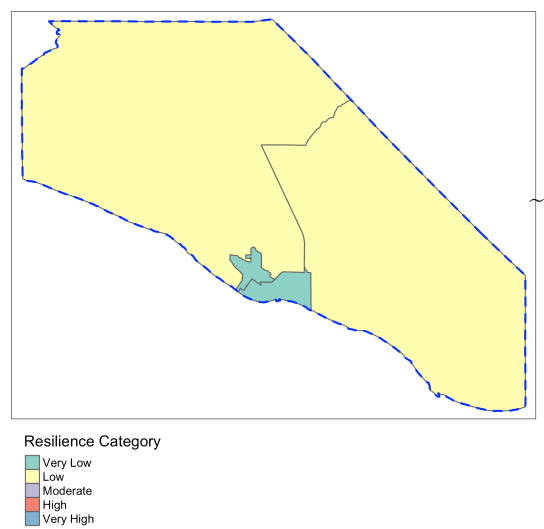 ~
Resilience Category
Very Low
Low
Moderate
High
Very High